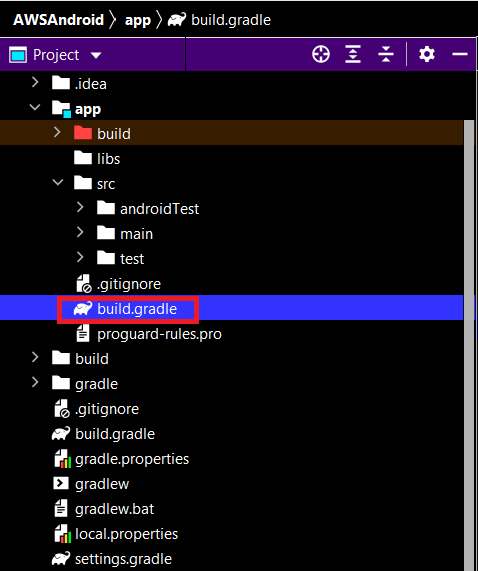 AWSAndroid › app › build.gradle
Project
.idea
app
build
libs
src
androidTest
main
test
.gitignore
build.gradle
proguard-rules.pro
build
gradle
.gitignore
build.gradle
gradle.properties
gradlew
gradlew.bat
local.properties
settings.gradle